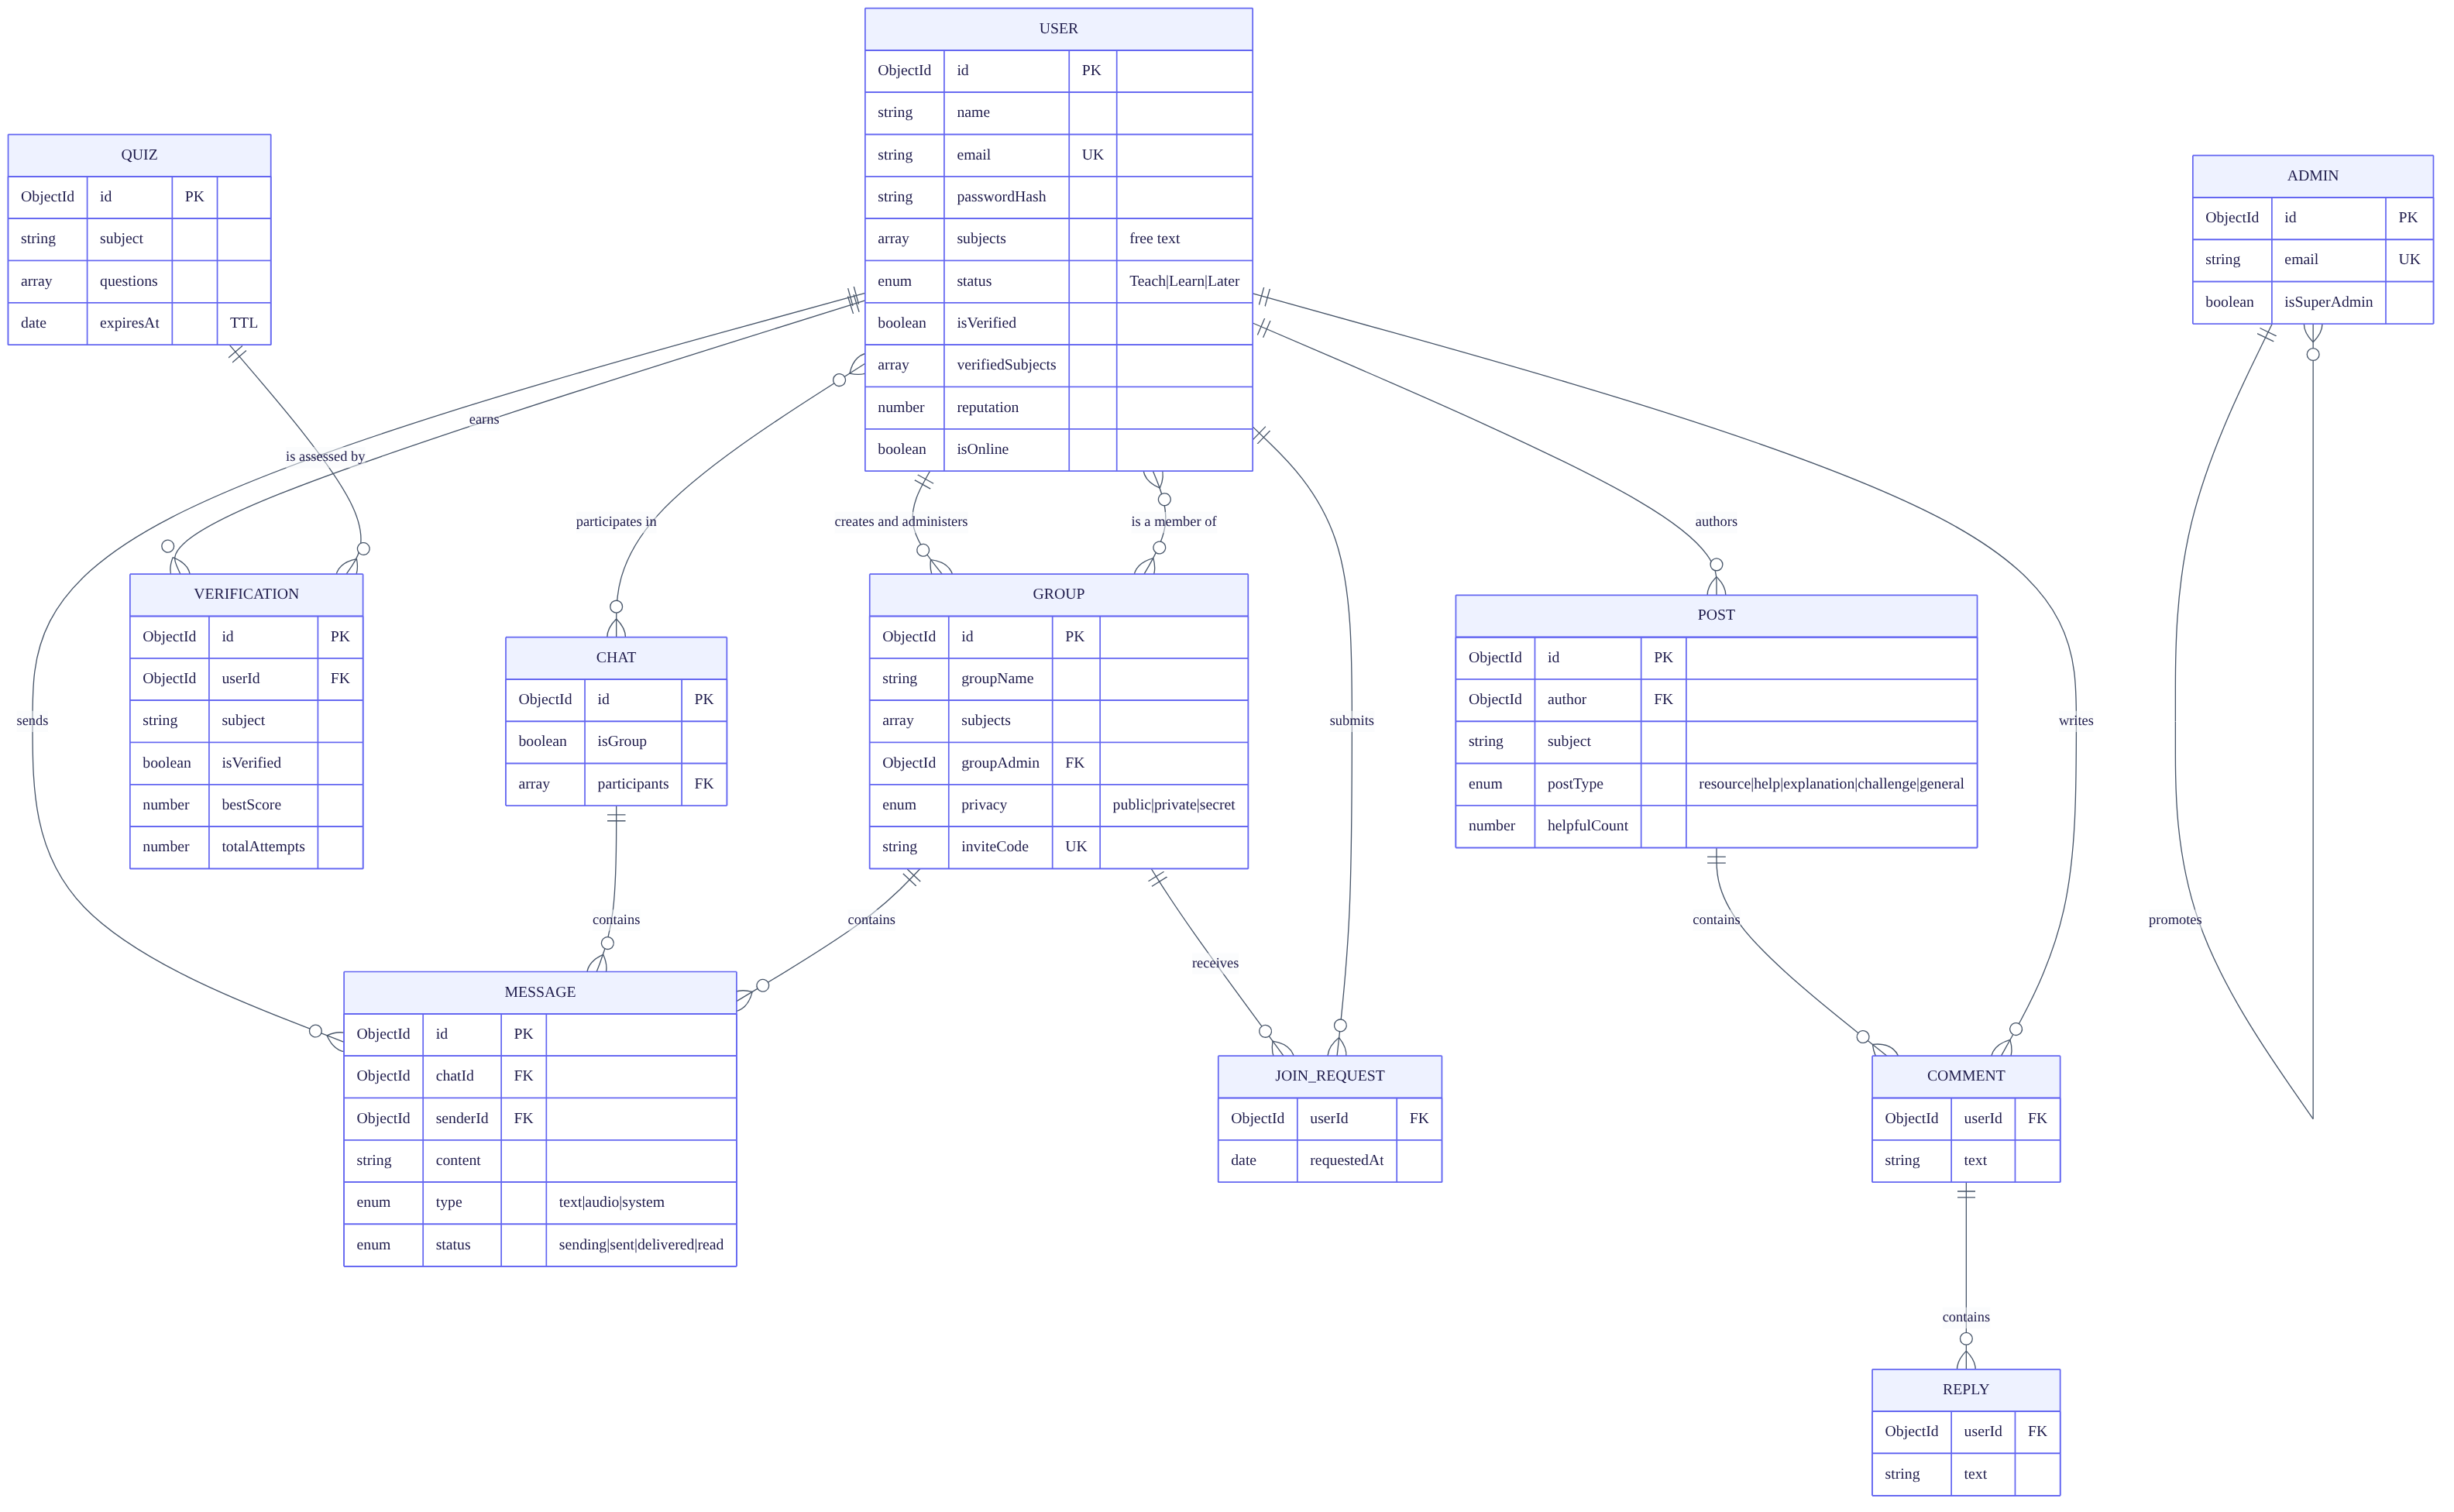 USER
ObjectId id PK
string name
string email UK
string passwordHash
array subjects free text
enum status Teach|Learn|Later
boolean isVerified
array verifiedSubjects
number reputation
boolean isOnline
QUIZ
ObjectId id PK
string subject
array questions
date expiresAt TTL
ADMIN
ObjectId id PK
string email UK
boolean isSuperAdmin
earns
is assessed by
participates in
creates and administers
is a member of
authors
VERIFICATION
ObjectId id PK
ObjectId userId FK
string subject
boolean isVerified
number bestScore
number totalAttempts
CHAT
ObjectId id PK
boolean isGroup
array participants FK
GROUP
ObjectId id PK
string groupName
array subjects
ObjectId groupAdmin FK
enum privacy public|private|secret
string inviteCode UK
POST
ObjectId id PK
ObjectId author FK
string subject
enum postType resource|help|explanation|challenge|general
number helpfulCount
sends
submits
writes
contains
contains
receives
contains
promotes
MESSAGE
ObjectId id PK
ObjectId chatId FK
ObjectId senderId FK
string content
enum type text|audio|system
enum status sending|sent|delivered|read
JOIN_REQUEST
ObjectId userId FK
date requestedAt
COMMENT
ObjectId userId FK
string text
contains
REPLY
ObjectId userId FK
string text